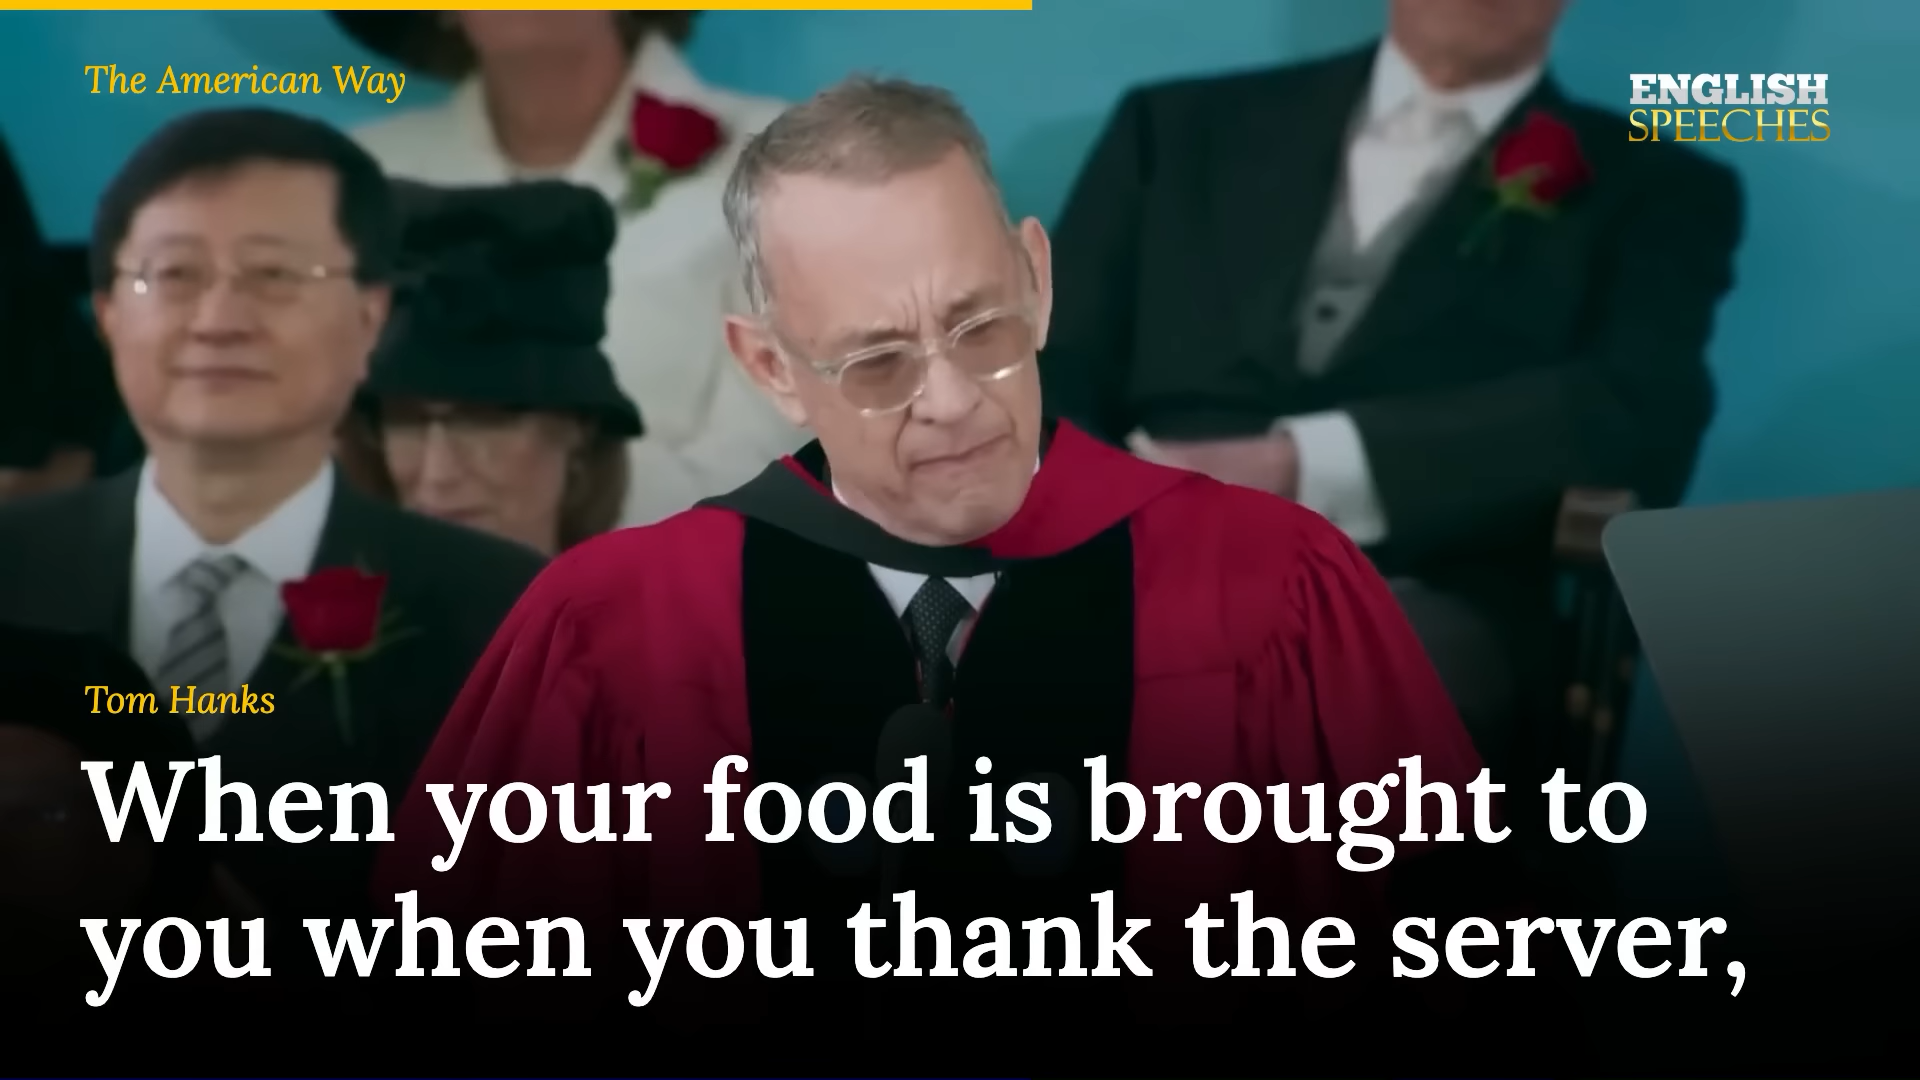 The American Way
ENGLISH
SPEECHES
Tom Hanks
When your food is brought to
you when you thank the server,